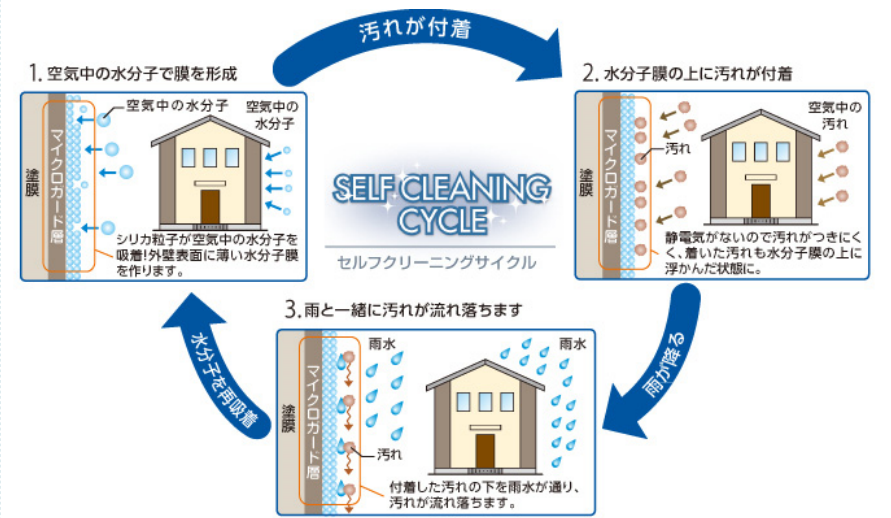 汚れが付着
1. 空気中の水分子で膜を形成
空気中の水分子
空気中の
水分子
マイクロガード層
塗膜
シリカ粒子が空気中の水分子を
吸着!外壁表面に薄い水分子膜
を作ります。
SELF CLEANING
CYCLE
セルフクリーニングサイクル
2. 水分子膜の上に汚れが付着
空気中の
汚れ
汚れ
マイクロガード層
塗膜
静電気がないので汚れがつきにく
く、着いた汚れも水分子膜の上に
浮かんだ状態に。
雨が降る
3. 雨と一緒に汚れが流れ落ちます
雨水
雨水
マイクロガード層
塗膜
汚れ
付着した汚れの下を雨水が通り、
汚れが流れ落ちます。
水分子を再吸着